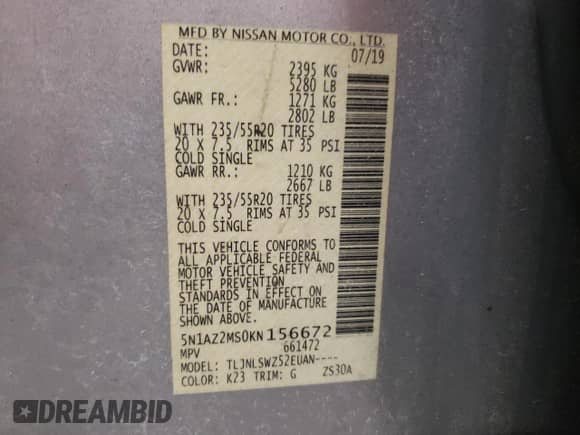 MFD BY NISSAN MOTOR CO., LTD.
DATE: 07/19
GVWR: 2395 KG
5280 LB
GAWR FR.: 1271 KG
2802 LB
WITH 235/55R20 TIRES
20 X 7.5 RIMS AT 35 PSI
COLD SINGLE
GAWR RR.: 1210 KG
2667 LB
WITH 235/55R20 TIRES
20 X 7.5 RIMS AT 35 PSI
COLD SINGLE
THIS VEHICLE CONFORMS TO
ALL APPLICABLE FEDERAL
MOTOR VEHICLE SAFETY AND
THEFT PREVENTION
STANDARDS IN EFFECT ON
THE DATE OF MANUFACTURE
SHOWN ABOVE.
5N1AZ2MS0KN156672
MPV 661472
MODEL: TLJNLSWZ52EUAN----
COLOR: K23 TRIM: G ZS30A
DREAMBID